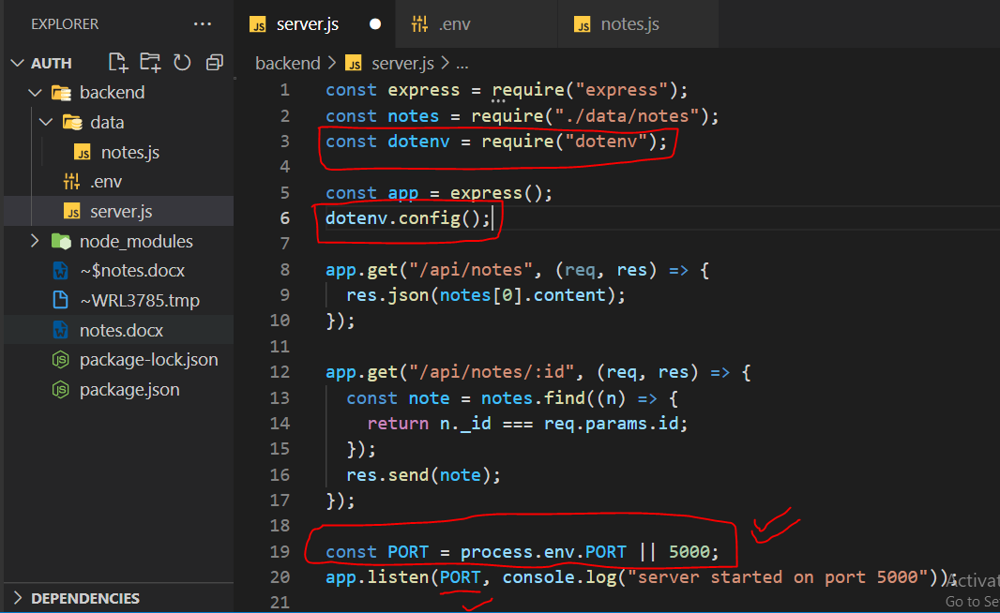 EXPLORER ...
AUTH
backend
data
JS notes.js
.env
JS server.js
node_modules
~$notes.docx
~WRL3785.tmp
notes.docx
package-lock.json
package.json
DEPENDENCIES
JS server.js
.env
JS notes.js
backend > JS server.js > ...
1 const express = require("express");
2 const notes = require("./data/notes");
3 const dotenv = require("dotenv");
4
5 const app = express();
6 dotenv.config();
7
8 app.get("/api/notes", (req, res) => {
9 res.json(notes[0].content);
10 });
11
12 app.get("/api/notes/:id", (req, res) => {
13 const note = notes.find((n) => {
14 return n._id === req.params.id;
15 });
16 res.send(note);
17 });
18
19 const PORT = process.env.PORT || 5000;
20 app.listen(PORT, console.log("server started on port 5000"));
21
Activat
Go to Se